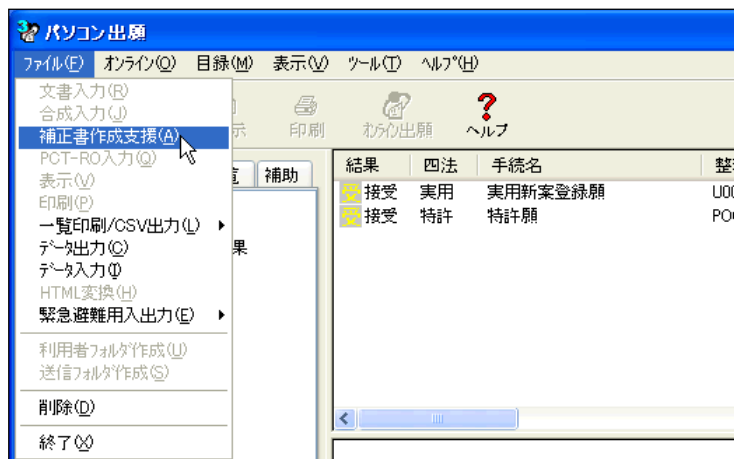 パソコン出願
ファイル(F) オンライン(O) 目録(M) 表示(V) ツール(T) ヘルプ(H)
文書入力(R)
合成入力(J)
補正書作成支援(A)
PCT-RO入力(Q)
表示(V)
印刷(P)
一覧印刷/CSV出力(L)
データ出力(C)
データ入力(I)
HTML変換(H)
緊急避難用入出力(E)
利用者フォルダ作成(U)
送信フォルダ作成(S)
削除(D)
終了(X)
示 印刷 オンライン出願 ヘルプ
補助
果
結果 四法 手続名 整
受 接受 実用 実用新案登録願 U00
受 接受 特許 特許願